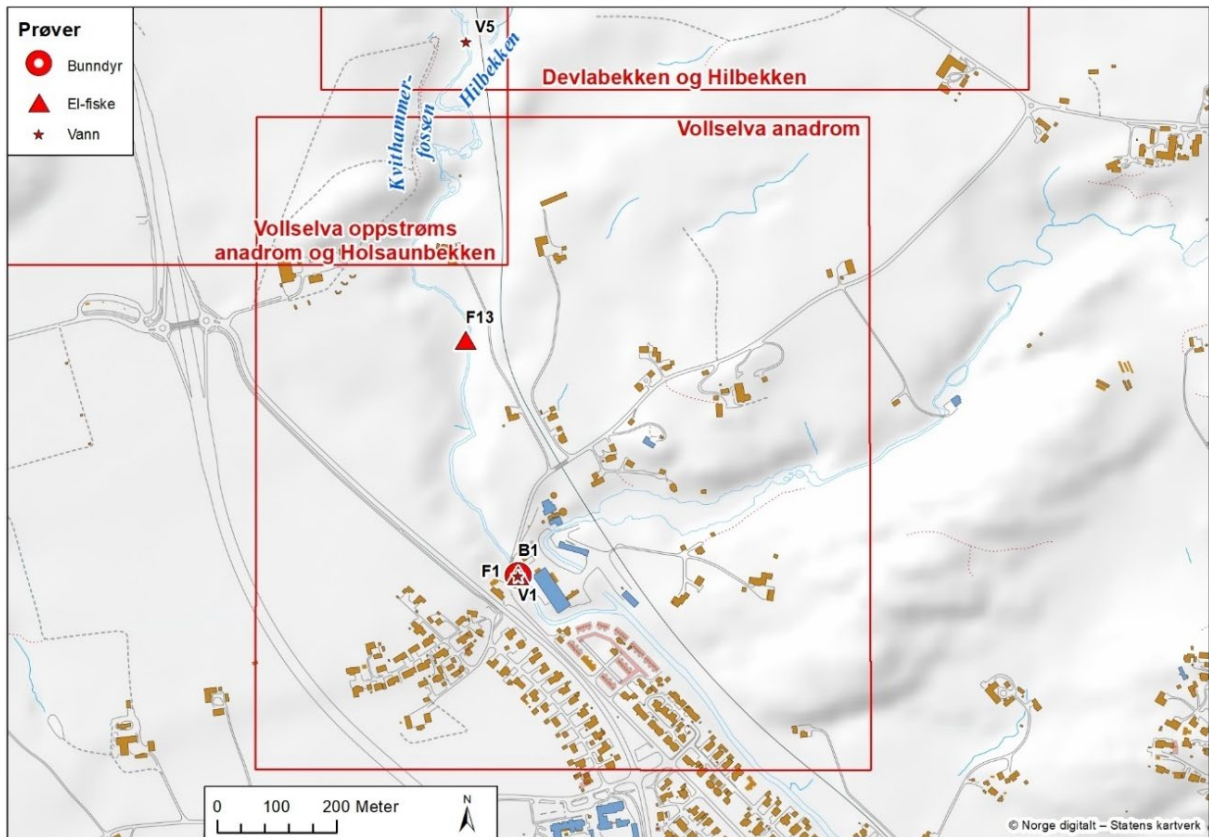 Prøver
Bunndyr
El-fiske
Vann
V5
Hilbekken
Kvithammer-
fossen
Devlabekken og Hilbekken
Vollselva anadrom
Vollselva oppstrøms
anadrom og Holsaunbekken
F13
B1
F1
V1
0 100 200 Meter
N
© Norge digitalt – Statens kartverk